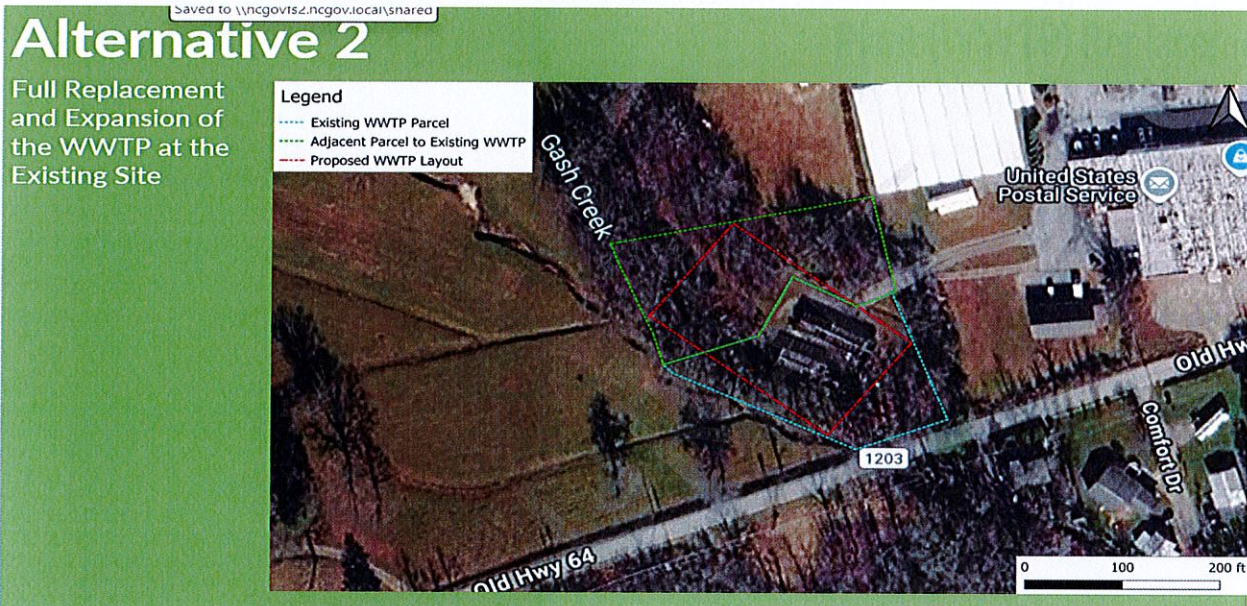 Saved to \\ncgovfs2.ncgov.local\shared
Alternative 2
Full Replacement
and Expansion of
the WWTP at the
Existing Site
Legend
Existing WWTP Parcel
Adjacent Parcel to Existing WWTP
Proposed WWTP Layout
Gash Creek
United States
Postal Service
Old Hw
Comfort Dr
1203
Old Hwy 64
0 100 200 ft